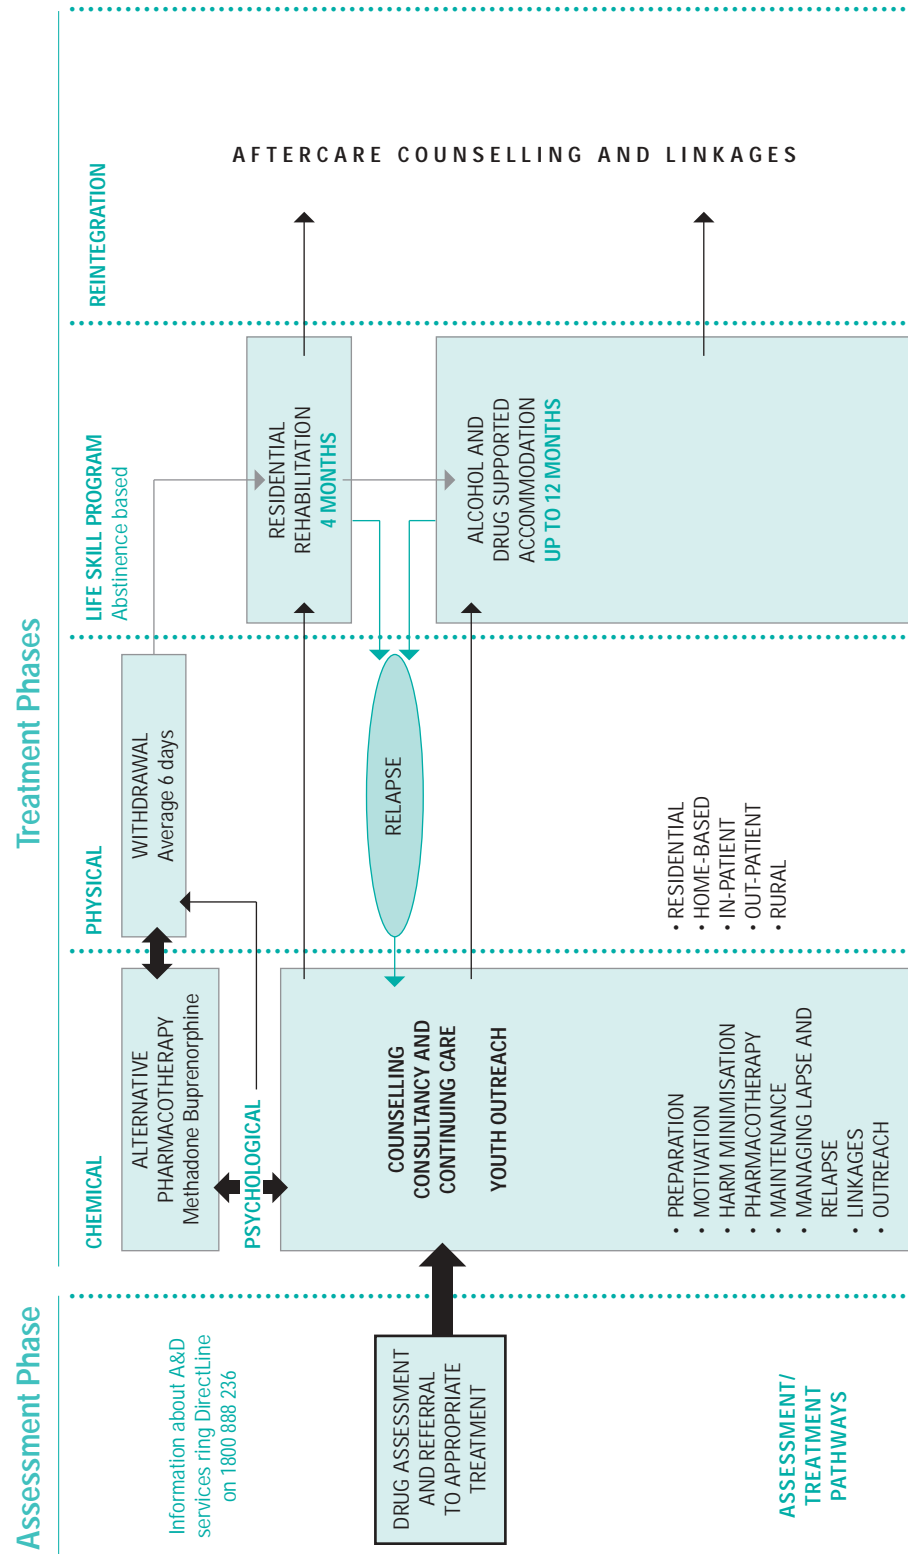 Assessment Phase
Treatment Phases
Information about A&D
services ring DirectLine
on 1800 888 236
DRUG ASSESSMENT
AND REFERRAL
TO APPROPRIATE
TREATMENT
ASSESSMENT/
TREATMENT
PATHWAYS
CHEMICAL
ALTERNATIVE
PHARMACOTHERAPY
Methadone Buprenorphine
PSYCHOLOGICAL
COUNSELLING
CONSULTANCY AND
CONTINUING CARE
YOUTH OUTREACH
• PREPARATION
• MOTIVATION
• HARM MINIMISATION
• PHARMACOTHERAPY
• MAINTENANCE
• MANAGING LAPSE AND
RELAPSE
• LINKAGES
• OUTREACH
PHYSICAL
WITHDRAWAL
Average 6 days
RELAPSE
• RESIDENTIAL
• HOME-BASED
• IN-PATIENT
• OUT-PATIENT
• RURAL
LIFE SKILL PROGRAM
Abstinence based
RESIDENTIAL
REHABILITATION
4 MONTHS
ALCOHOL AND
DRUG SUPPORTED
ACCOMMODATION
UP TO 12 MONTHS
REINTEGRATION
AFTERCARE COUNSELLING AND LINKAGES